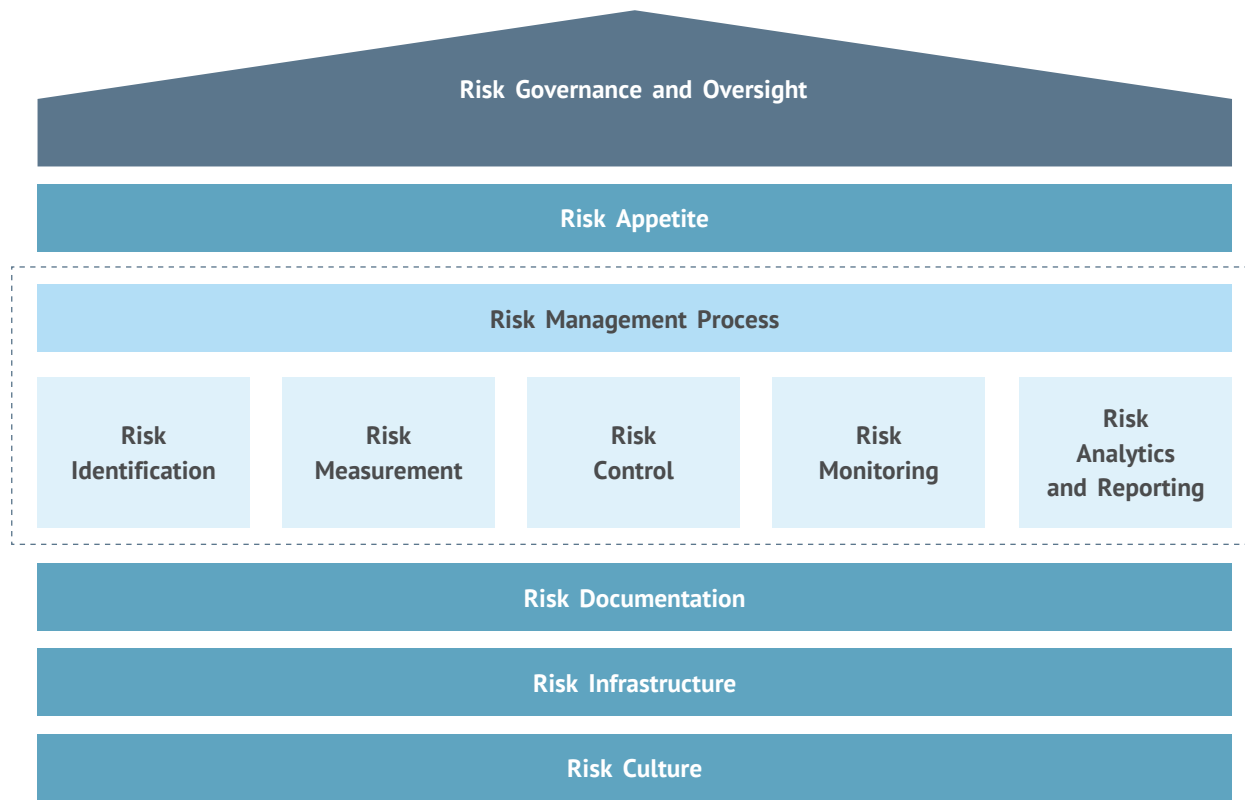 Risk Governance and Oversight
Risk Appetite
Risk Management Process
Risk
Identification
Risk
Measurement
Risk
Control
Risk
Monitoring
Risk
Analytics
and Reporting
Risk Documentation
Risk Infrastructure
Risk Culture